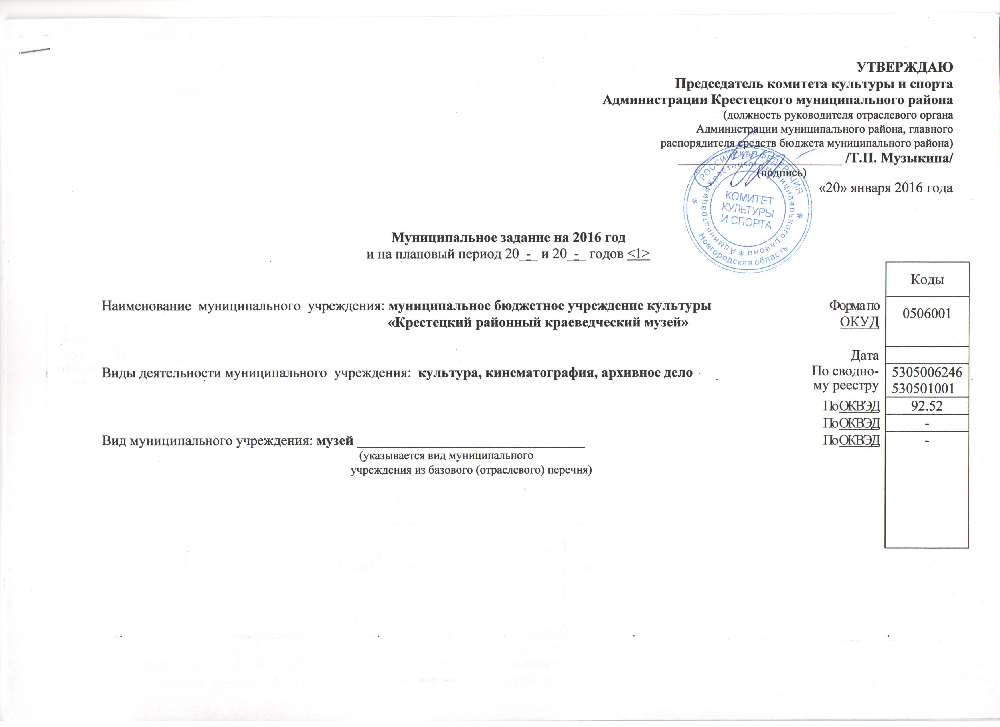 УТВЕРЖДАЮ
Председатель комитета культуры и спорта
Администрации Крестецкого муниципального района
(должность руководителя отраслевого органа
Администрации муниципального района, главного
распорядителя средств бюджета муниципального района)
/Т.П. Музыкина/
(подпись)
«20» января 2016 года
РОССИЙСКАЯ ФЕДЕРАЦИЯ
Новгородская область
Администрация Крестецкого муниципального района
КОМИТЕТ
КУЛЬТУРЫ
И СПОРТА
Муниципальное задание на 2016 год
и на плановый период 20_-_ и 20_-_ годов <1>
Коды
Наименование муниципального учреждения: муниципальное бюджетное учреждение культуры
«Крестецкий районный краеведческий музей»
Форма по
ОКУД
0506001
Дата
Виды деятельности муниципального учреждения: культура, кинематография, архивное дело
По сводно-
му реестру
5305006246
530501001
По ОКВЭД 92.52
По ОКВЭД -
Вид муниципального учреждения: музей
По ОКВЭД -
(указывается вид муниципального
учреждения из базового (отраслевого) перечня)